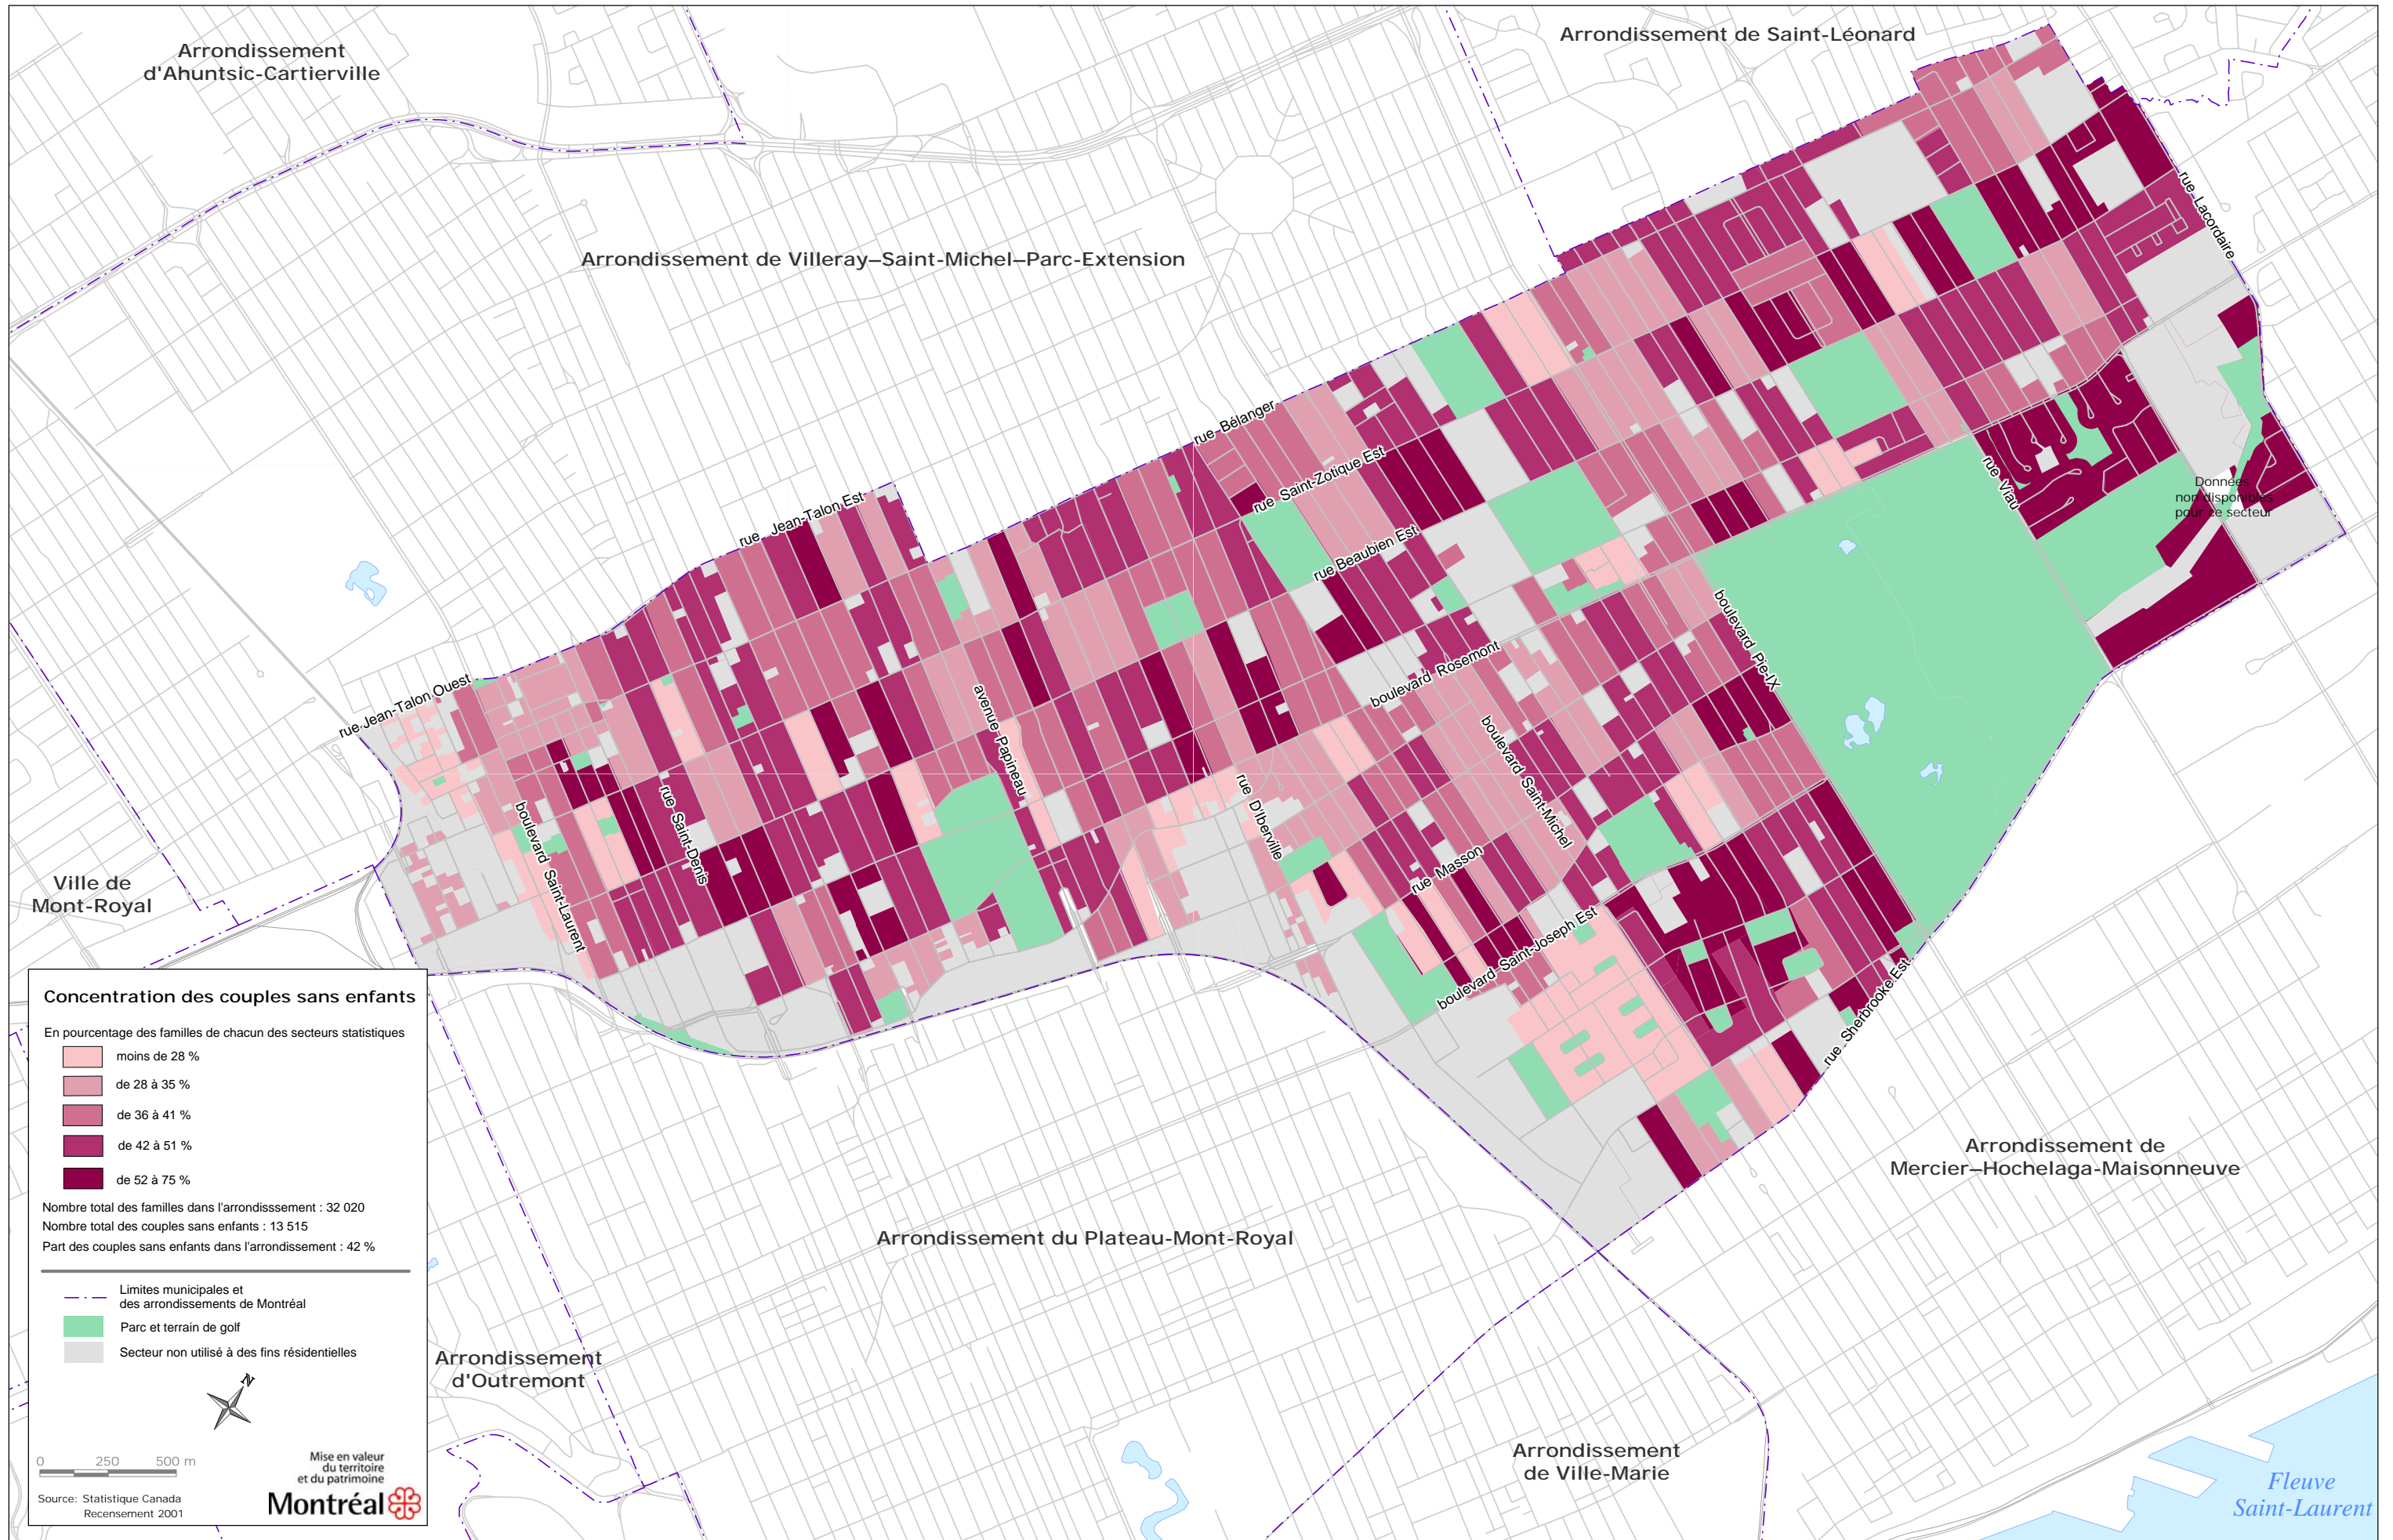 Arrondissement
d'Ahuntsic-Cartierville
Arrondissement de Saint-Léonard
Arrondissement de Villeray–Saint-Michel–Parc-Extension
rue Lacordaire
rue Bélanger
rue Saint-Zotique Est
rue Jean-Talon Est
rue Beaubien Est
rue Viau
Données
non disponibles
pour ce secteur
boulevard Pie-IX
boulevard Rosemont
rue Jean-Talon Ouest
avenue Papineau
boulevard Saint-Michel
rue D'Iberville
rue Saint-Denis
boulevard Saint-Laurent
rue Masson
boulevard Saint-Joseph Est
rue Sherbrooke Est
Ville de
Mont-Royal
Arrondissement de
Mercier–Hochelaga-Maisonneuve
Arrondissement du Plateau-Mont-Royal
Arrondissement
d'Outremont
Arrondissement
de Ville-Marie
Fleuve
Saint-Laurent
Concentration des couples sans enfants
En pourcentage des familles de chacun des secteurs statistiques
moins de 28 %
de 28 à 35 %
de 36 à 41 %
de 42 à 51 %
de 52 à 75 %
Nombre total des familles dans l'arrondisssement : 32 020
Nombre total des couples sans enfants : 13 515
Part des couples sans enfants dans l'arrondissement : 42 %
Limites municipales et
des arrondissements de Montréal
Parc et terrain de golf
Secteur non utilisé à des fins résidentielles
N
0 250 500 m
Source: Statistique Canada
Recensement 2001
Mise en valeur
du territoire
et du patrimoine
Montréal